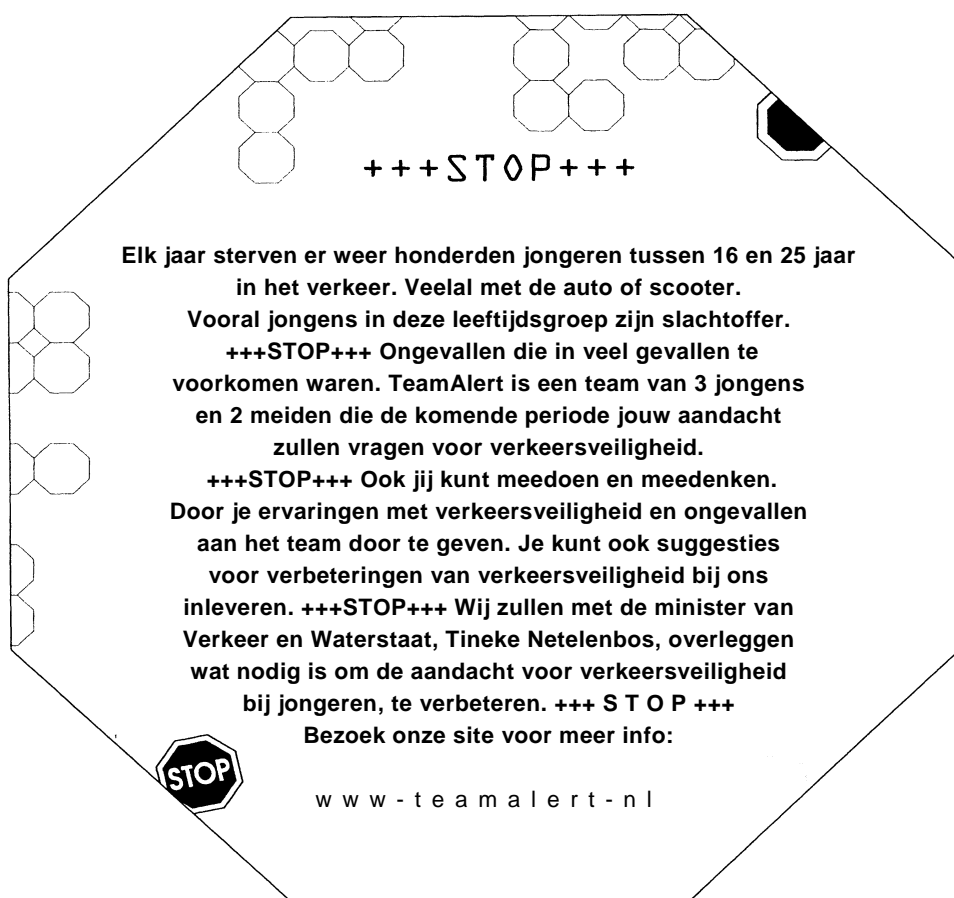 +++STOP+++
Elk jaar sterven er weer honderden jongeren tussen 16 en 25 jaar
in het verkeer. Veelal met de auto of scooter.
Vooral jongens in deze leeftijdsgroep zijn slachtoffer.
+++STOP+++ Ongevallen die in veel gevallen te
voorkomen waren. TeamAlert is een team van 3 jongens
en 2 meiden die de komende periode jouw aandacht
zullen vragen voor verkeersveiligheid.
+++STOP+++ Ook jij kunt meedoen en meedenken.
Door je ervaringen met verkeersveiligheid en ongevallen
aan het team door te geven. Je kunt ook suggesties
voor verbeteringen van verkeersveiligheid bij ons
inleveren. +++STOP+++ Wij zullen met de minister van
Verkeer en Waterstaat, Tineke Netelenbos, overleggen
wat nodig is om de aandacht voor verkeersveiligheid
bij jongeren, te verbeteren. +++ S T O P +++
Bezoek onze site voor meer info:
STOP
www-teamalert-nl